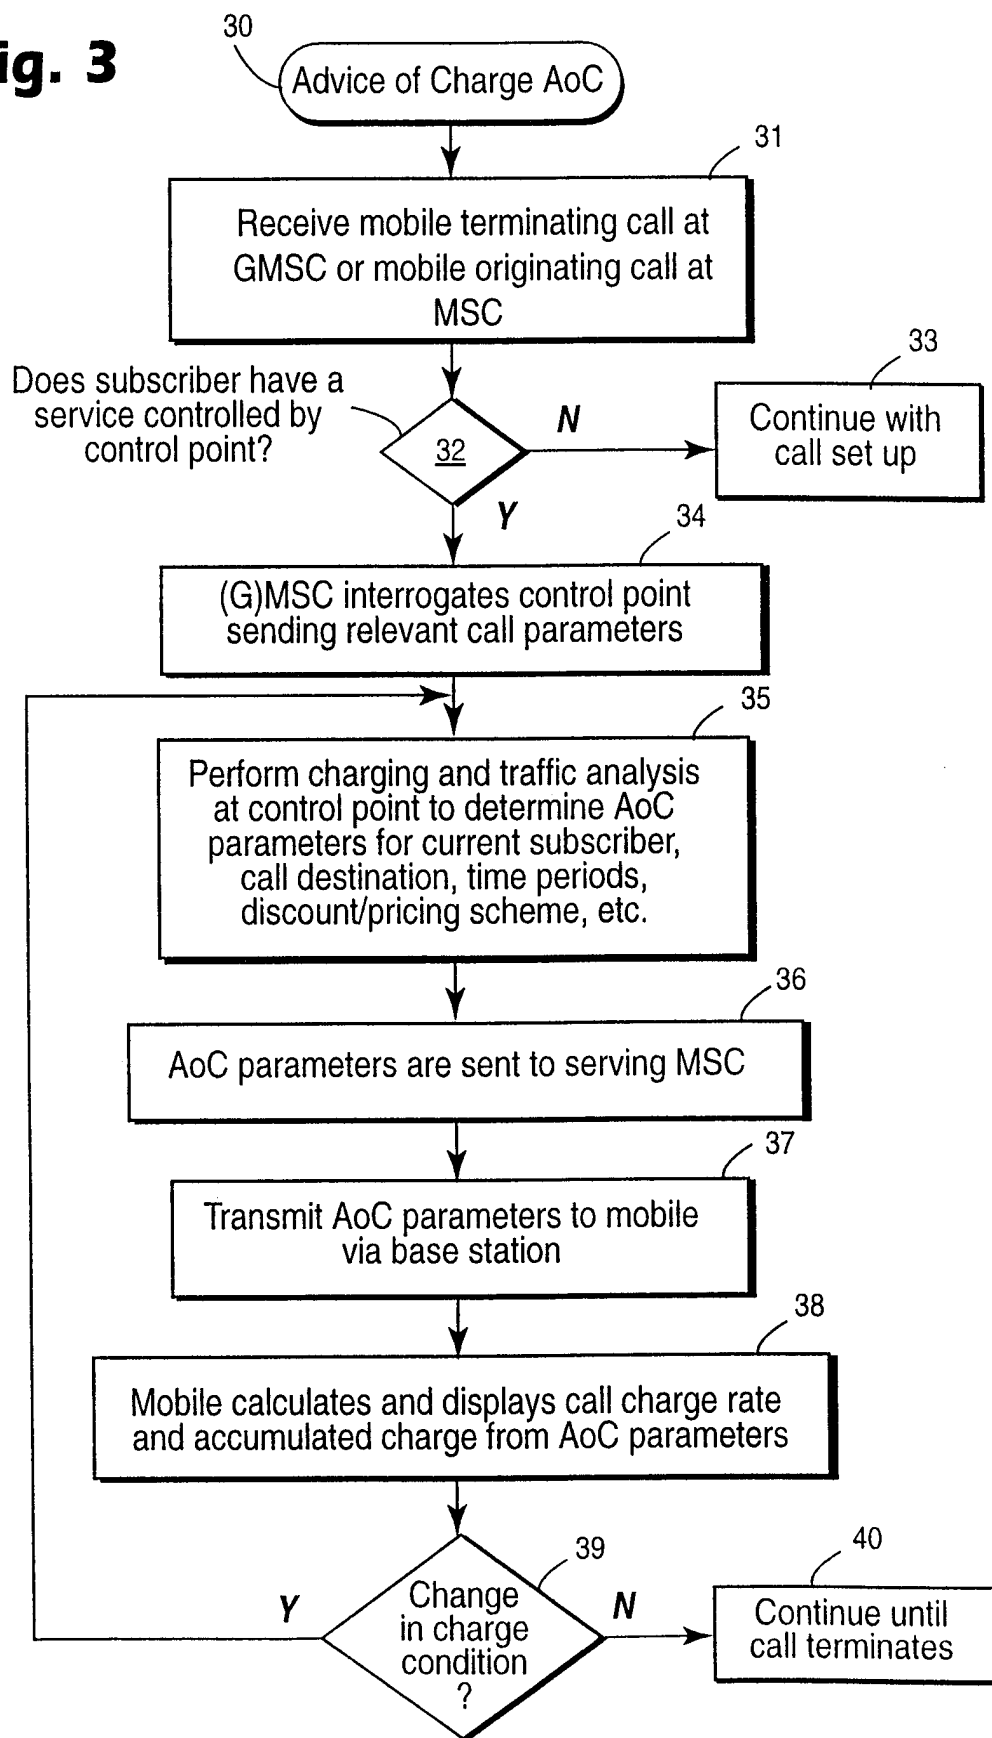 ig. 3
30
Advice of Charge AoC
31
Receive mobile terminating call at
GMSC or mobile originating call at
MSC
Does subscriber have a
service controlled by
control point?
32
N
33
Continue with
call set up
Y
34
(G)MSC interrogates control point
sending relevant call parameters
35
Perform charging and traffic analysis
at control point to determine AoC
parameters for current subscriber,
call destination, time periods,
discount/pricing scheme, etc.
36
AoC parameters are sent to serving MSC
37
Transmit AoC parameters to mobile
via base station
38
Mobile calculates and displays call charge rate
and accumulated charge from AoC parameters
39
Change
in charge
condition
?
Y
N
40
Continue until
call terminates